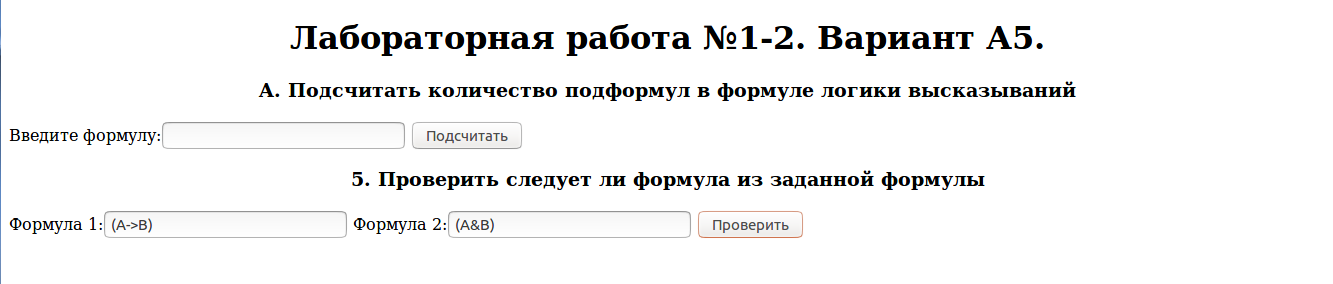 Лабораторная работа №1-2. Вариант А5.
А. Подсчитать количество подформул в формуле логики высказываний
Введите формулу: Подсчитать
5. Проверить следует ли формула из заданной формулы
Формула 1: (A->B) Формула 2: (A&B) Проверить